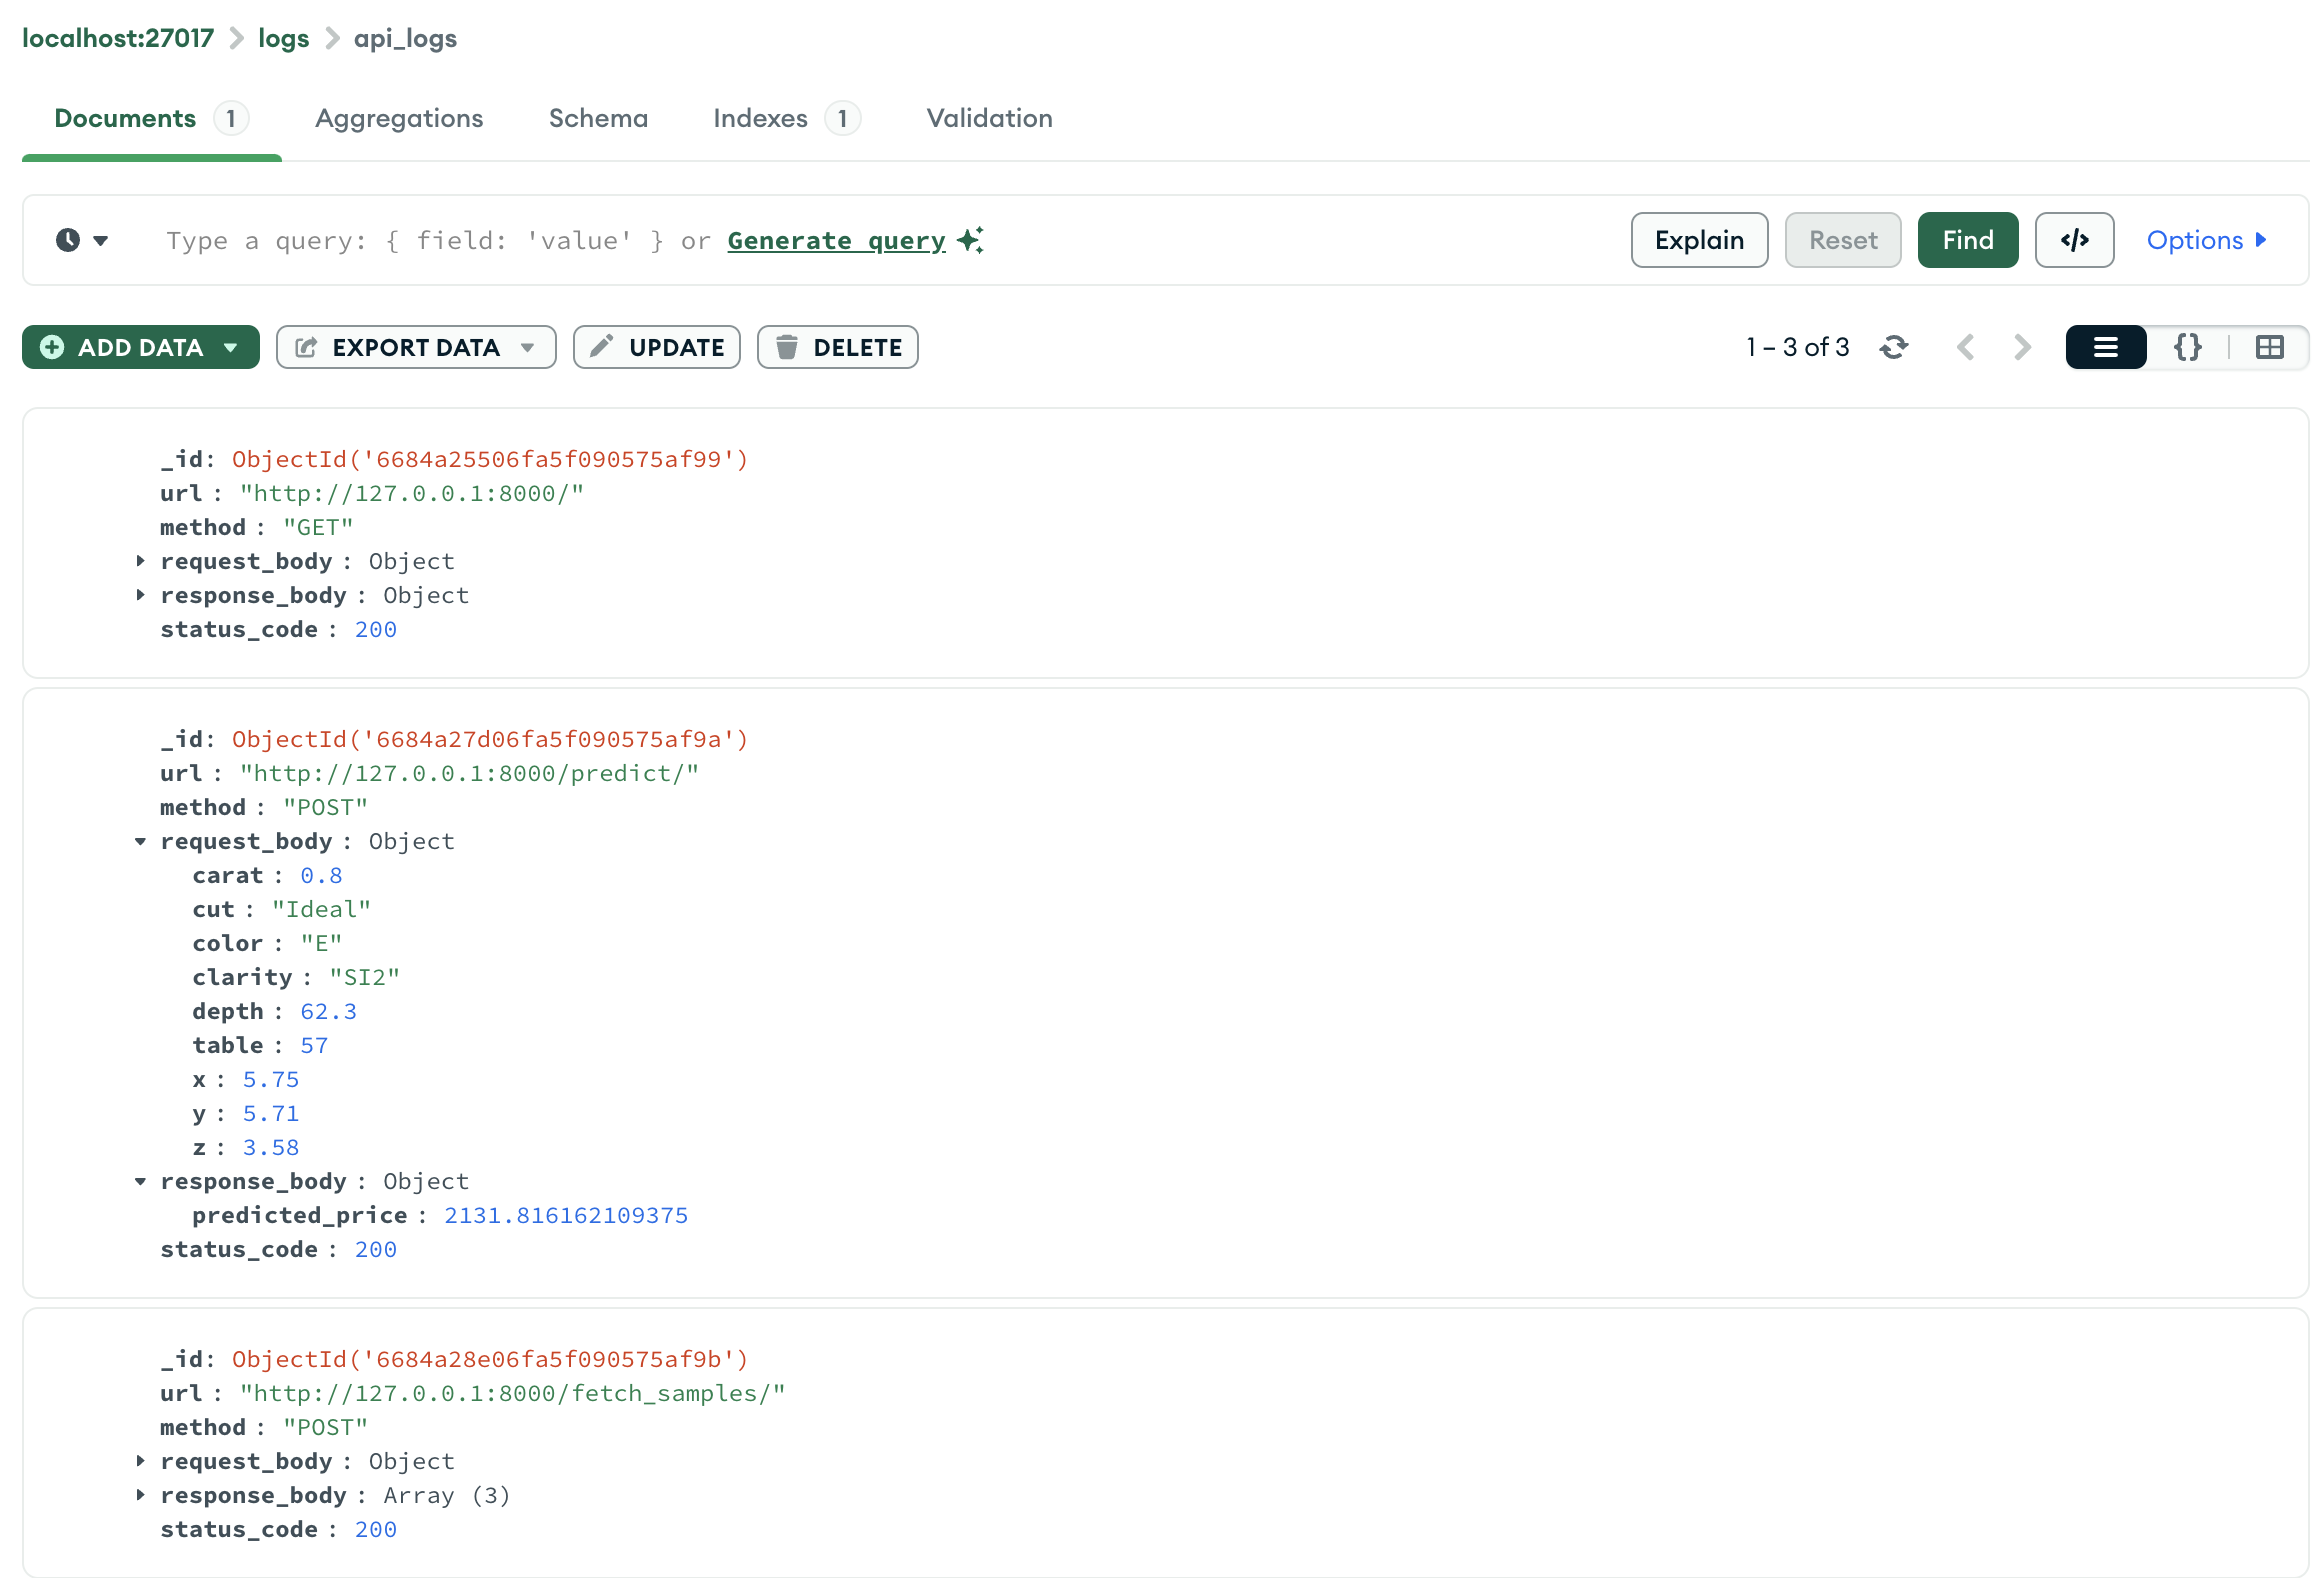 localhost:27017 > logs > api_logs
Documents 1 Aggregations Schema Indexes 1 Validation
Type a query: { field: 'value' } or Generate query Explain Reset Find </> Options
ADD DATA EXPORT DATA UPDATE DELETE 1 – 3 of 3 {}
_id: ObjectId('6684a25506fa5f090575af99')
url : "http://127.0.0.1:8000/"
method : "GET"
request_body : Object
response_body : Object
status_code : 200
_id: ObjectId('6684a27d06fa5f090575af9a')
url : "http://127.0.0.1:8000/predict/"
method : "POST"
request_body : Object
carat : 0.8
cut : "Ideal"
color : "E"
clarity : "SI2"
depth : 62.3
table : 57
x : 5.75
y : 5.71
z : 3.58
response_body : Object
predicted_price : 2131.816162109375
status_code : 200
_id: ObjectId('6684a28e06fa5f090575af9b')
url : "http://127.0.0.1:8000/fetch_samples/"
method : "POST"
request_body : Object
response_body : Array (3)
status_code : 200